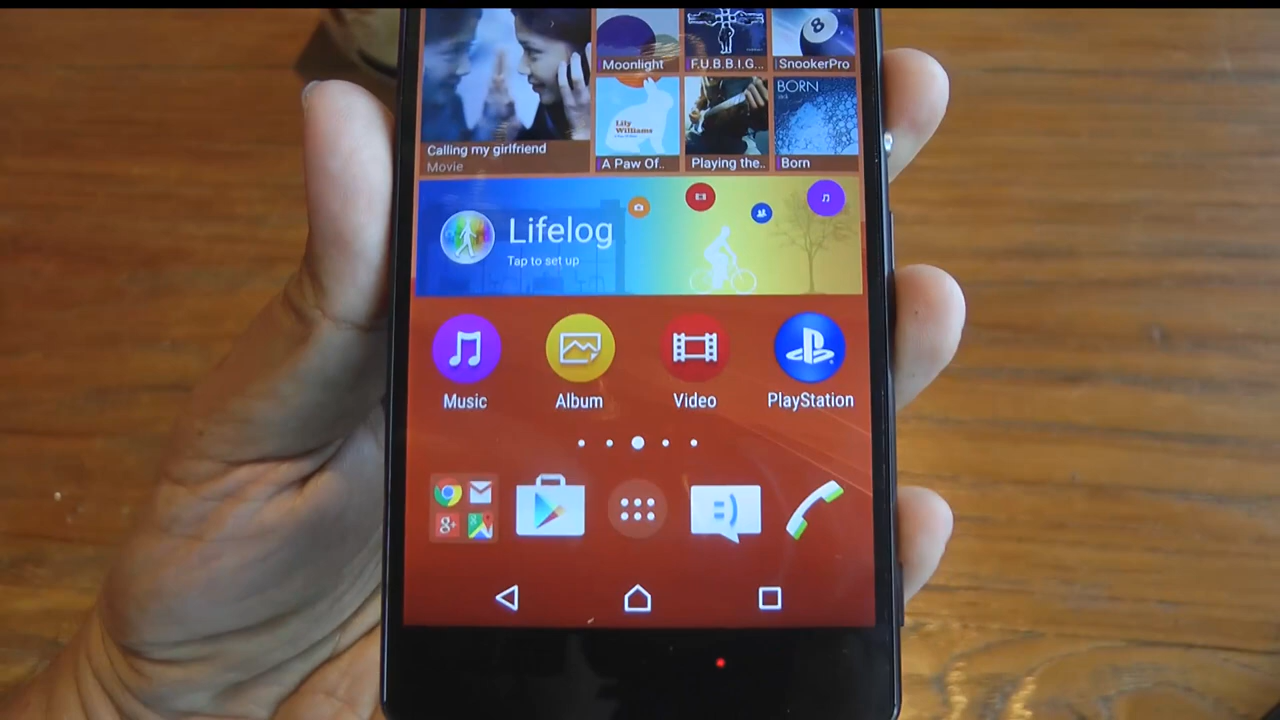 Moonlight
F.U.B.B.I.G...
SnookerPro
8
Calling my girlfriend
Movie
Lily
Williams
A Paw Of..
Playing the..
BORN
Born
Lifelog
Tap to set up
Music
Album
Video
PlayStation
g+